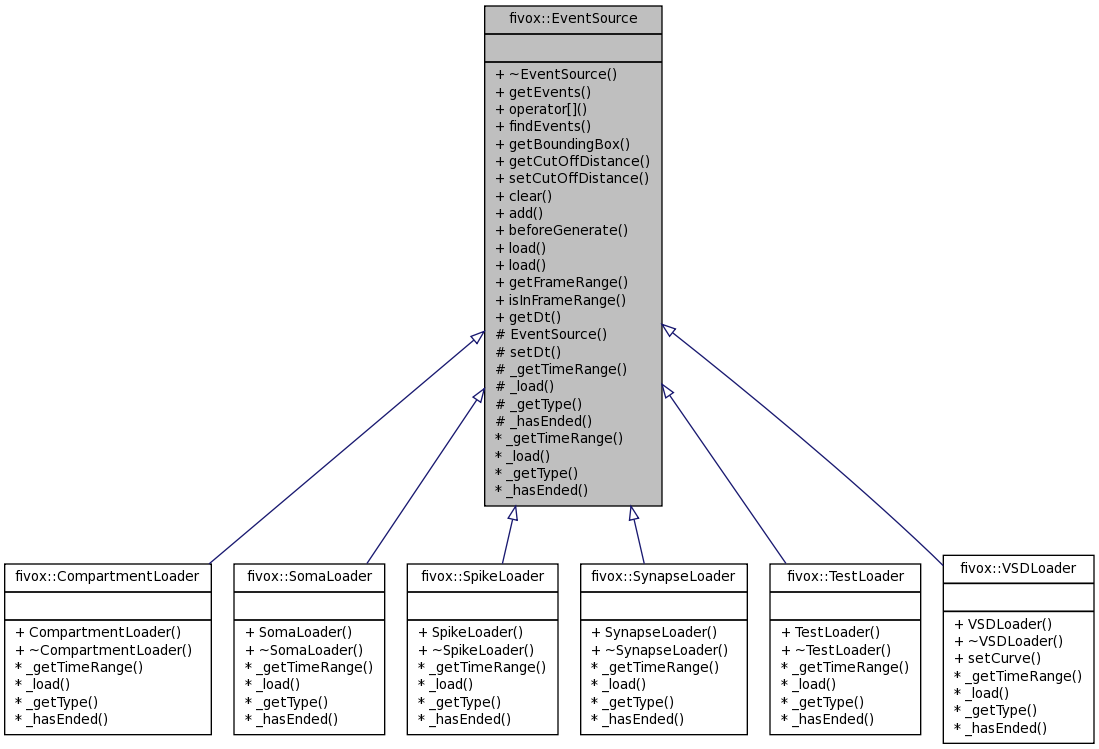 fivox::EventSource
+ ~EventSource()
+ getEvents()
+ operator[]()
+ findEvents()
+ getBoundingBox()
+ getCutOffDistance()
+ setCutOffDistance()
+ clear()
+ add()
+ beforeGenerate()
+ load()
+ load()
+ getFrameRange()
+ isInFrameRange()
+ getDt()
# EventSource()
# setDt()
# _getTimeRange()
# _load()
# _getType()
# _hasEnded()
* _getTimeRange()
* _load()
* _getType()
* _hasEnded()
fivox::CompartmentLoader
+ CompartmentLoader()
+ ~CompartmentLoader()
* _getTimeRange()
* _load()
* _getType()
* _hasEnded()
fivox::SomaLoader
+ SomaLoader()
+ ~SomaLoader()
* _getTimeRange()
* _load()
* _getType()
* _hasEnded()
fivox::SpikeLoader
+ SpikeLoader()
+ ~SpikeLoader()
* _getTimeRange()
* _load()
* _getType()
* _hasEnded()
fivox::SynapseLoader
+ SynapseLoader()
+ ~SynapseLoader()
* _getTimeRange()
* _load()
* _getType()
* _hasEnded()
fivox::TestLoader
+ TestLoader()
+ ~TestLoader()
* _getTimeRange()
* _load()
* _getType()
* _hasEnded()
fivox::VSDLoader
+ VSDLoader()
+ ~VSDLoader()
+ setCurve()
* _getTimeRange()
* _load()
* _getType()
* _hasEnded()